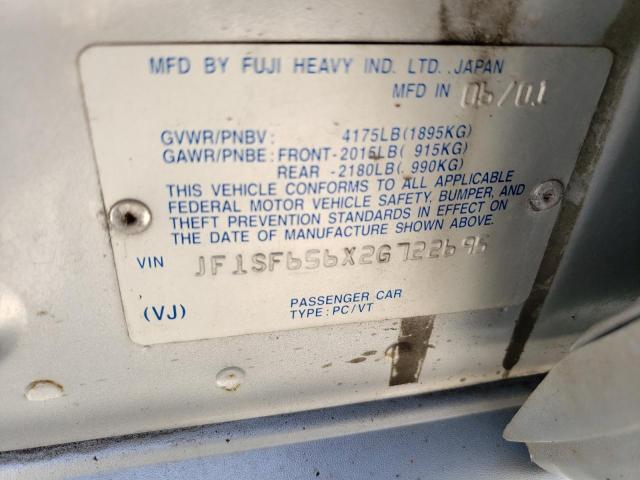 MFD BY FUJI HEAVY IND. LTD., JAPAN
MFD IN 06/01
GVWR/PNBV: 4175LB(1895KG)
GAWR/PNBE: FRONT-2015LB( 915KG)
REAR -2180LB( 990KG)
THIS VEHICLE CONFORMS TO ALL APPLICABLE
FEDERAL MOTOR VEHICLE SAFETY, BUMPER, AND
THEFT PREVENTION STANDARDS IN EFFECT ON
THE DATE OF MANUFACTURE SHOWN ABOVE.
VIN JF1SF656X2G722695
PASSENGER CAR
(VJ) TYPE: PC/VT